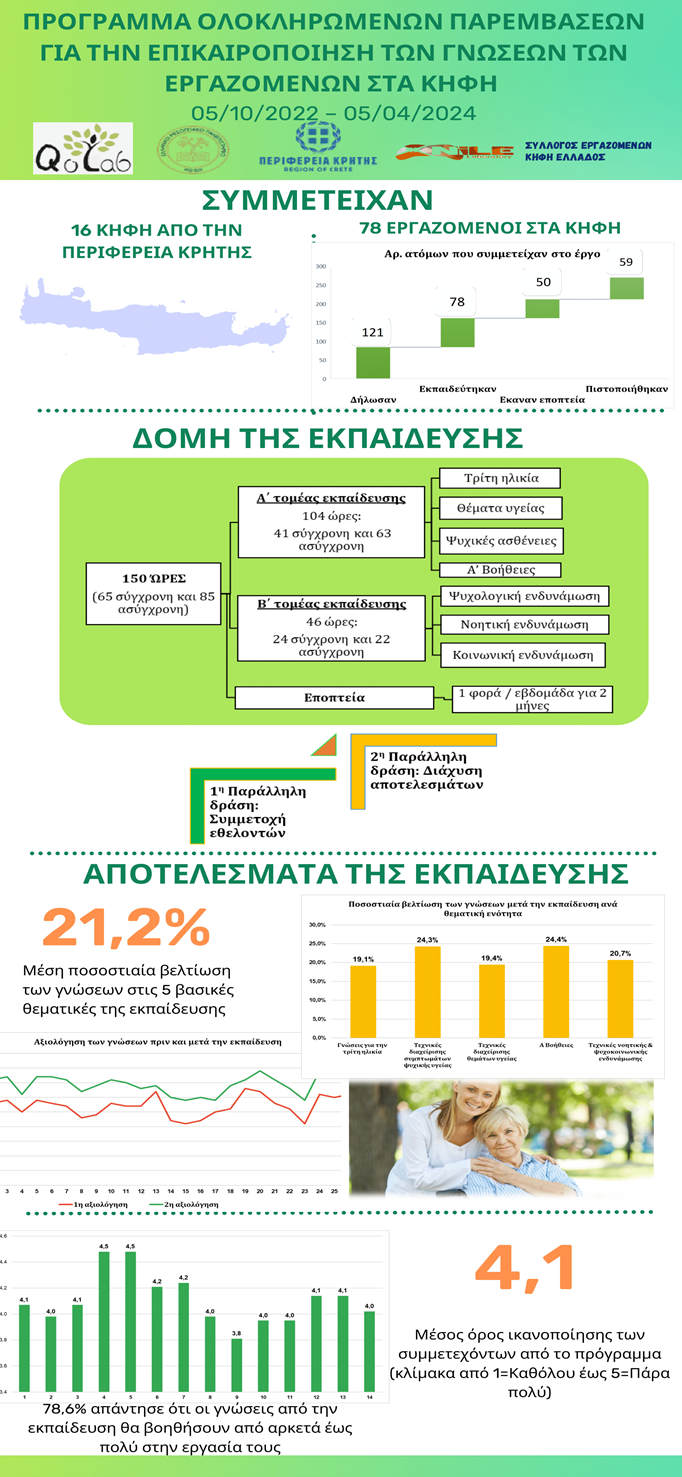 ΠΡΟΓΡΑΜΜΑ ΟΛΟΚΛΗΡΩΜΕΝΩΝ ΠΑΡΕΜΒΑΣΕΩΝ
ΓΙΑ ΤΗΝ ΕΠΙΚΑΙΡΟΠΟΙΗΣΗ ΤΩΝ ΓΝΩΣΕΩΝ ΤΩΝ
ΕΡΓΑΖΟΜΕΝΩΝ ΣΤΑ ΚΗΦΗ
05/10/2022 – 05/04/2024
QoLab
ΠΕΡΙΦΕΡΕΙΑ ΚΡΗΤΗΣ
REGION OF CRETE
ΣΥΛΛΟΓΟΣ ΕΡΓΑΖΟΜΕΝΩΝ
ΚΗΦΗ ΕΛΛΑΔΟΣ
ΣΥΜΜΕΤΕΙΧΑΝ
16 ΚΗΦΗ ΑΠΟ ΤΗΝ
ΠΕΡΙΦΕΡΕΙΑ ΚΡΗΤΗΣ
78 ΕΡΓΑΖΟΜΕΝΟΙ ΣΤΑ ΚΗΦΗ
Αρ. ατόμων που συμμετείχαν στο έργο
300
250
200
150
100
50
0
121
78
50
59
Δήλωσαν
Εκπαιδεύτηκαν
Εκαναν εποπτεία
Πιστοποιήθηκαν
ΔΟΜΗ ΤΗΣ ΕΚΠΑΙΔΕΥΣΗΣ
150 ΏΡΕΣ
(65 σύγχρονη και 85
ασύγχρονη)
Α΄ τομέας εκπαίδευσης
104 ώρες:
41 σύγχρονη και 63
ασύγχρονη
Τρίτη ηλικία
Θέματα υγείας
Ψυχικές ασθένειες
Α' Βοήθειες
Β΄ τομέας εκπαίδευσης
46 ώρες:
24 σύγχρονη και 22
ασύγχρονη
Ψυχολογική ενδυνάμωση
Νοητική ενδυνάμωση
Κοινωνική ενδυνάμωση
Εποπτεία
1 φορά / εβδομάδα για 2
μήνες
1η Παράλληλη
δράση:
Συμμετοχή
εθελοντών
2η Παράλληλη
δράση: Διάχυση
αποτελεσμάτων
ΑΠΟΤΕΛΕΣΜΑΤΑ ΤΗΣ ΕΚΠΑΙΔΕΥΣΗΣ
21,2%
Μέση ποσοστιαία βελτίωση
των γνώσεων στις 5 βασικές
θεματικές της εκπαίδευσης
Ποσοστιαία βελτίωση των γνώσεων μετά την εκπαίδευση ανά
θεματική ενότητα
30,0%
25,0%
20,0%
15,0%
10,0%
5,0%
0,0%
19,1%
24,3%
19,4%
24,4%
20,7%
Γνώσεις για την
τρίτη ηλικία
Τεχνικές
διαχείρισης
συμπτωμάτων
ψυχικής υγείας
Τεχνικές
διαχείρισης
θεμάτων υγείας
Α Βοήθειες
Τεχνικές νοητικής &
ψυχοκοινωνικής
ενδυνάμωσης
Αξιολόγηση των γνώσεων πριν και μετά την εκπαίδευση
3 4 5 6 7 8 9 10 11 12 13 14 15 16 17 18 19 20 21 22 23 24 25
1η αξιολόγηση 2η αξιολόγηση
4.6
4.4
4.2
4.0
3.8
3.6
3.4
4,1
4,0
4,1
4,5
4,5
4,2
4,2
4,0
3,8
4,0
4,0
4,1
4,1
4,0
1 2 3 4 5 6 7 8 9 10 11 12 13 14
78,6% απάντησε ότι οι γνώσεις από την
εκπαίδευση θα βοηθήσουν από αρκετά έως
πολύ στην εργασία τους
4,1
Μέσος όρος ικανοποίησης των
συμμετεχόντων από το πρόγραμμα
(κλίμακα από 1=Καθόλου έως 5=Πάρα
πολύ)